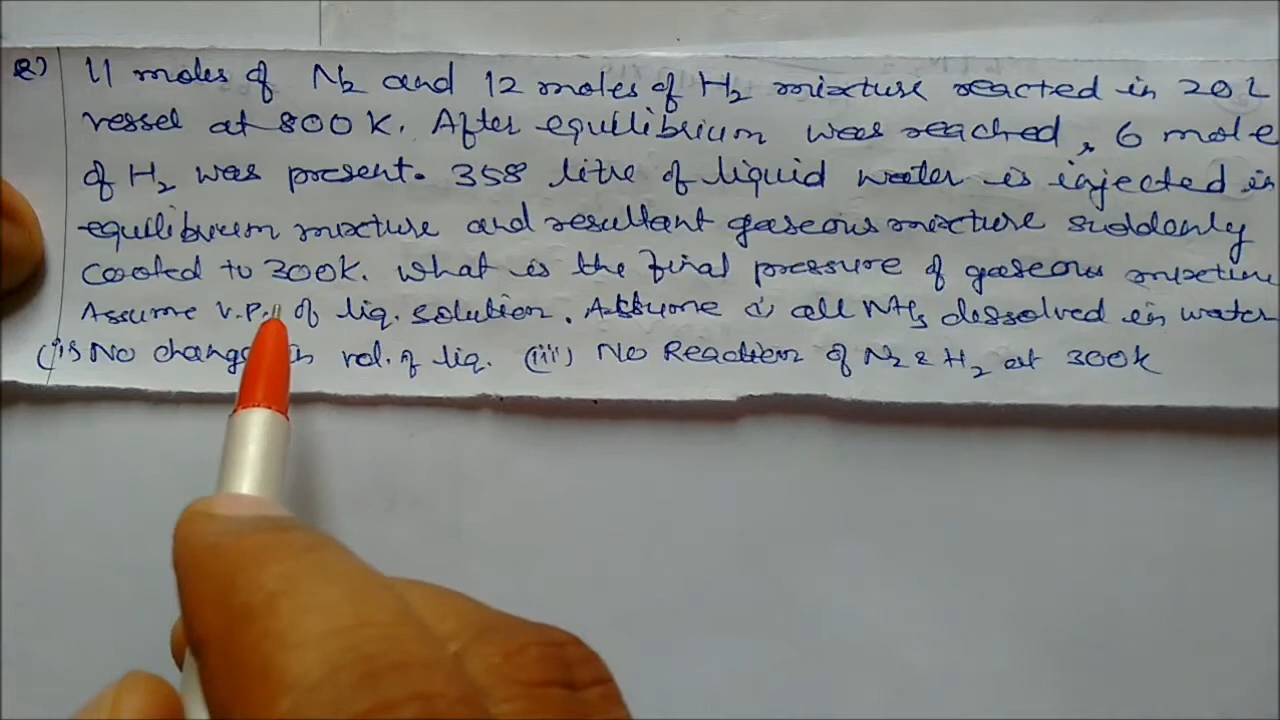 Q) 11 moles of N2 and 12 moles of H2 mixture reacted in 20 L
vessel at 800 K. After equilibrium was reached, 6 mole
of H2 was present. 358 litre of liquid water is injected in
equilibrium mixture and resultant gaseous mixture suddenly
cooled to 300K. What is the final pressure of gaseous mixture
Assume V.P. of liq. solution. Assume i) all NH3 dissolved in water
(ii) No change in vol. of liq. (iii) No Reaction of N2 & H2 at 300K